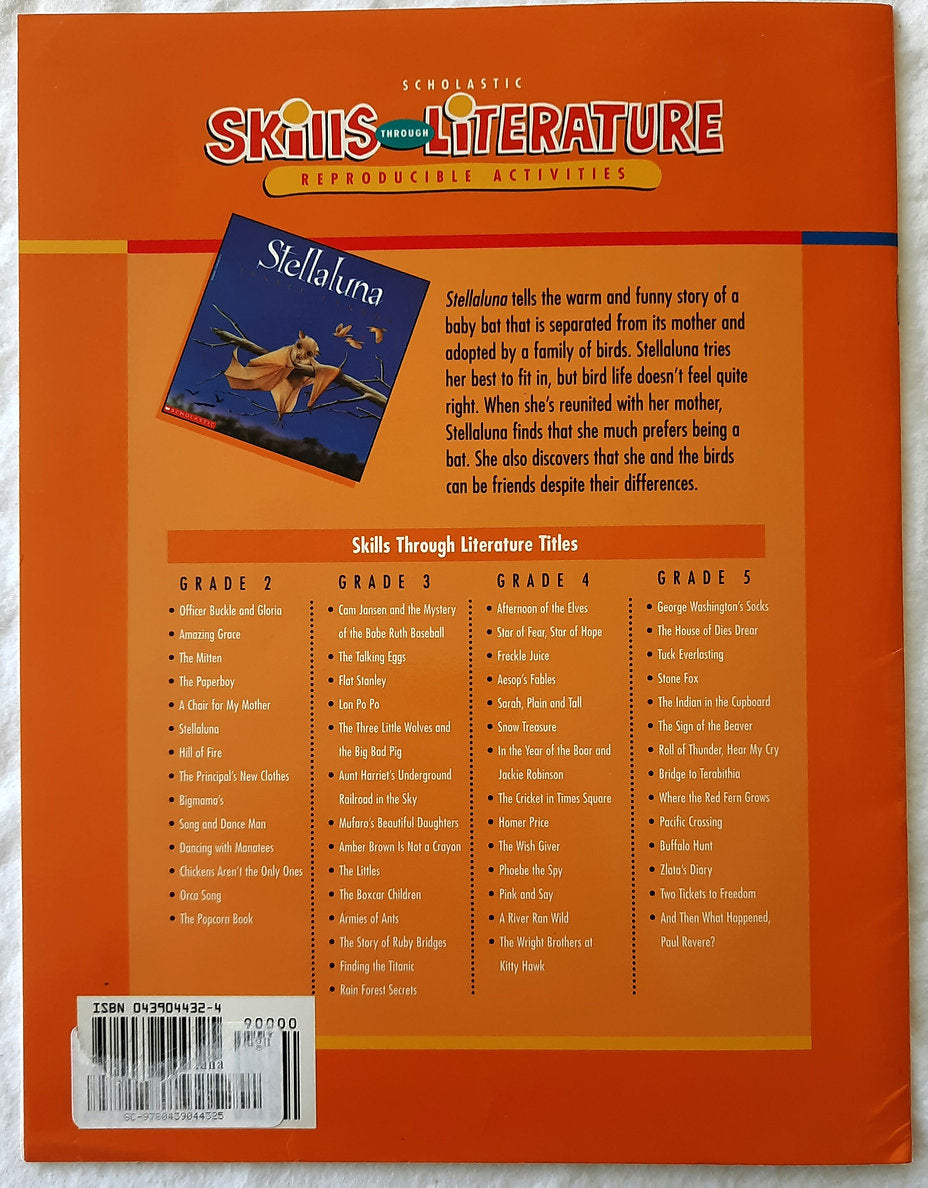 SCHOLASTIC
SKillS THROUGH LiTERATURE
REPRODUCIBLE ACTIVITIES
Stellaluna
SCHOLASTIC
Stellaluna tells the warm and funny story of a
baby bat that is separated from its mother and
adopted by a family of birds. Stellaluna tries
her best to fit in, but bird life doesn't feel quite
right. When she's reunited with her mother,
Stellaluna finds that she much prefers being a
bat. She also discovers that she and the birds
can be friends despite their differences.
Skills Through Literature Titles
GRADE 2
• Officer Buckle and Gloria
• Amazing Grace
• The Mitten
• The Paperboy
• A Chair for My Mother
• Stellaluna
• Hill of Fire
• The Principal's New Clothes
• Bigmama's
• Song and Dance Man
• Dancing with Manatees
• Chickens Aren't the Only Ones
• Orca Song
• The Popcorn Book
GRADE 3
• Cam Jansen and the Mystery
of the Babe Ruth Baseball
• The Talking Eggs
• Flat Stanley
• Lon Po Po
• The Three Little Wolves and
the Big Bad Pig
• Aunt Harriet's Underground
Railroad in the Sky
• Mufaro's Beautiful Daughters
• Amber Brown Is Not a Crayon
• The Littles
• The Boxcar Children
• Armies of Ants
• The Story of Ruby Bridges
• Finding the Titanic
• Rain Forest Secrets
GRADE 4
• Afternoon of the Elves
• Star of Fear, Star of Hope
• Freckle Juice
• Aesop's Fables
• Sarah, Plain and Tall
• Snow Treasure
• In the Year of the Boar and
Jackie Robinson
• The Cricket in Times Square
• Homer Price
• The Wish Giver
• Phoebe the Spy
• Pink and Say
• A River Ran Wild
• The Wright Brothers at
Kitty Hawk
GRADE 5
• George Washington's Socks
• The House of Dies Drear
• Tuck Everlasting
• Stone Fox
• The Indian in the Cupboard
• The Sign of the Beaver
• Roll of Thunder, Hear My Cry
• Bridge to Terabithia
• Where the Red Fern Grows
• Pacific Crossing
• Buffalo Hunt
• Zlata's Diary
• Two Tickets to Freedom
• And Then What Happened,
Paul Revere?
ISBN 043904432-4
90000
SC-9780439044325